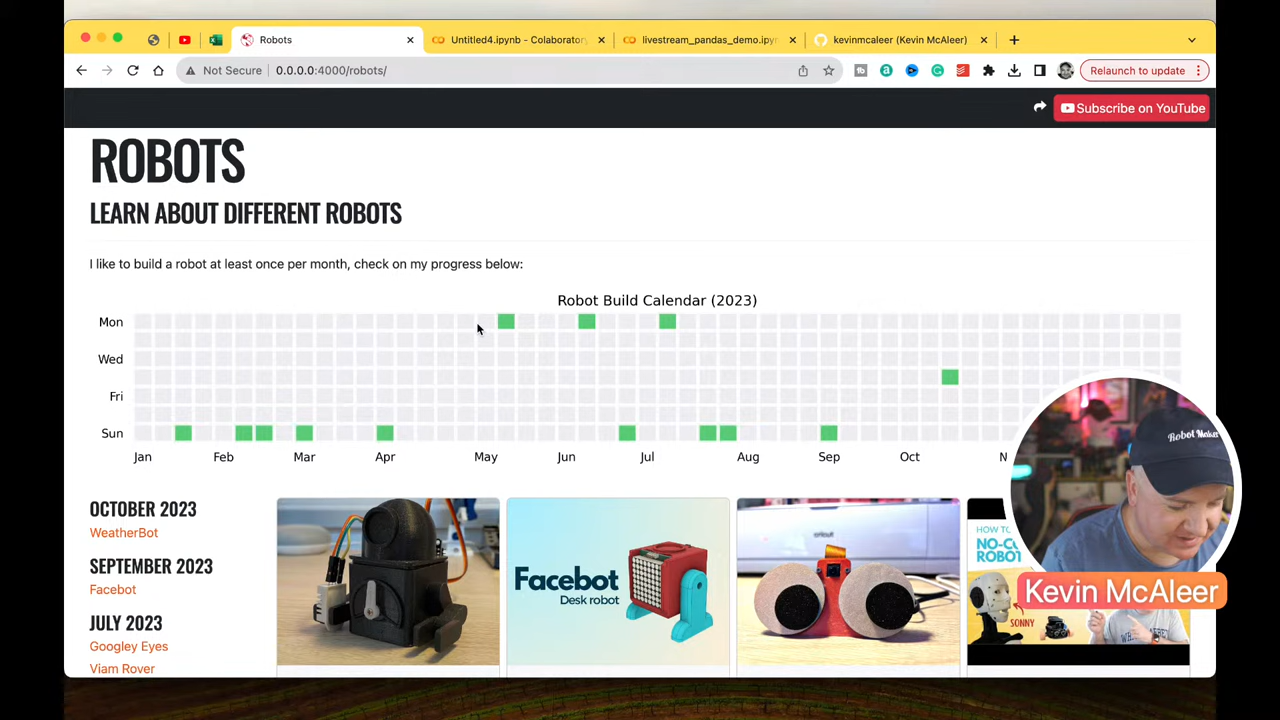 Robots
Untitled4.ipynb - Colaboratory
livestream_pandas_demo.ipyn
kevinmcaleer (Kevin McAleer)
Not Secure
0.0.0.0:4000/robots/
Relaunch to update
Subscribe on YouTube
ROBOTS
LEARN ABOUT DIFFERENT ROBOTS
I like to build a robot at least once per month, check on my progress below:
Robot Build Calendar (2023)
Mon
Wed
Fri
Sun
Jan Feb Mar Apr May Jun Jul Aug Sep Oct N
OCTOBER 2023
WeatherBot
SEPTEMBER 2023
Facebot
JULY 2023
Googley Eyes
Viam Rover
Facebot
Desk robot
cricut
HOW TO
NO-CO
ROBOT
SONNY
Robot Maker
Kevin McAleer